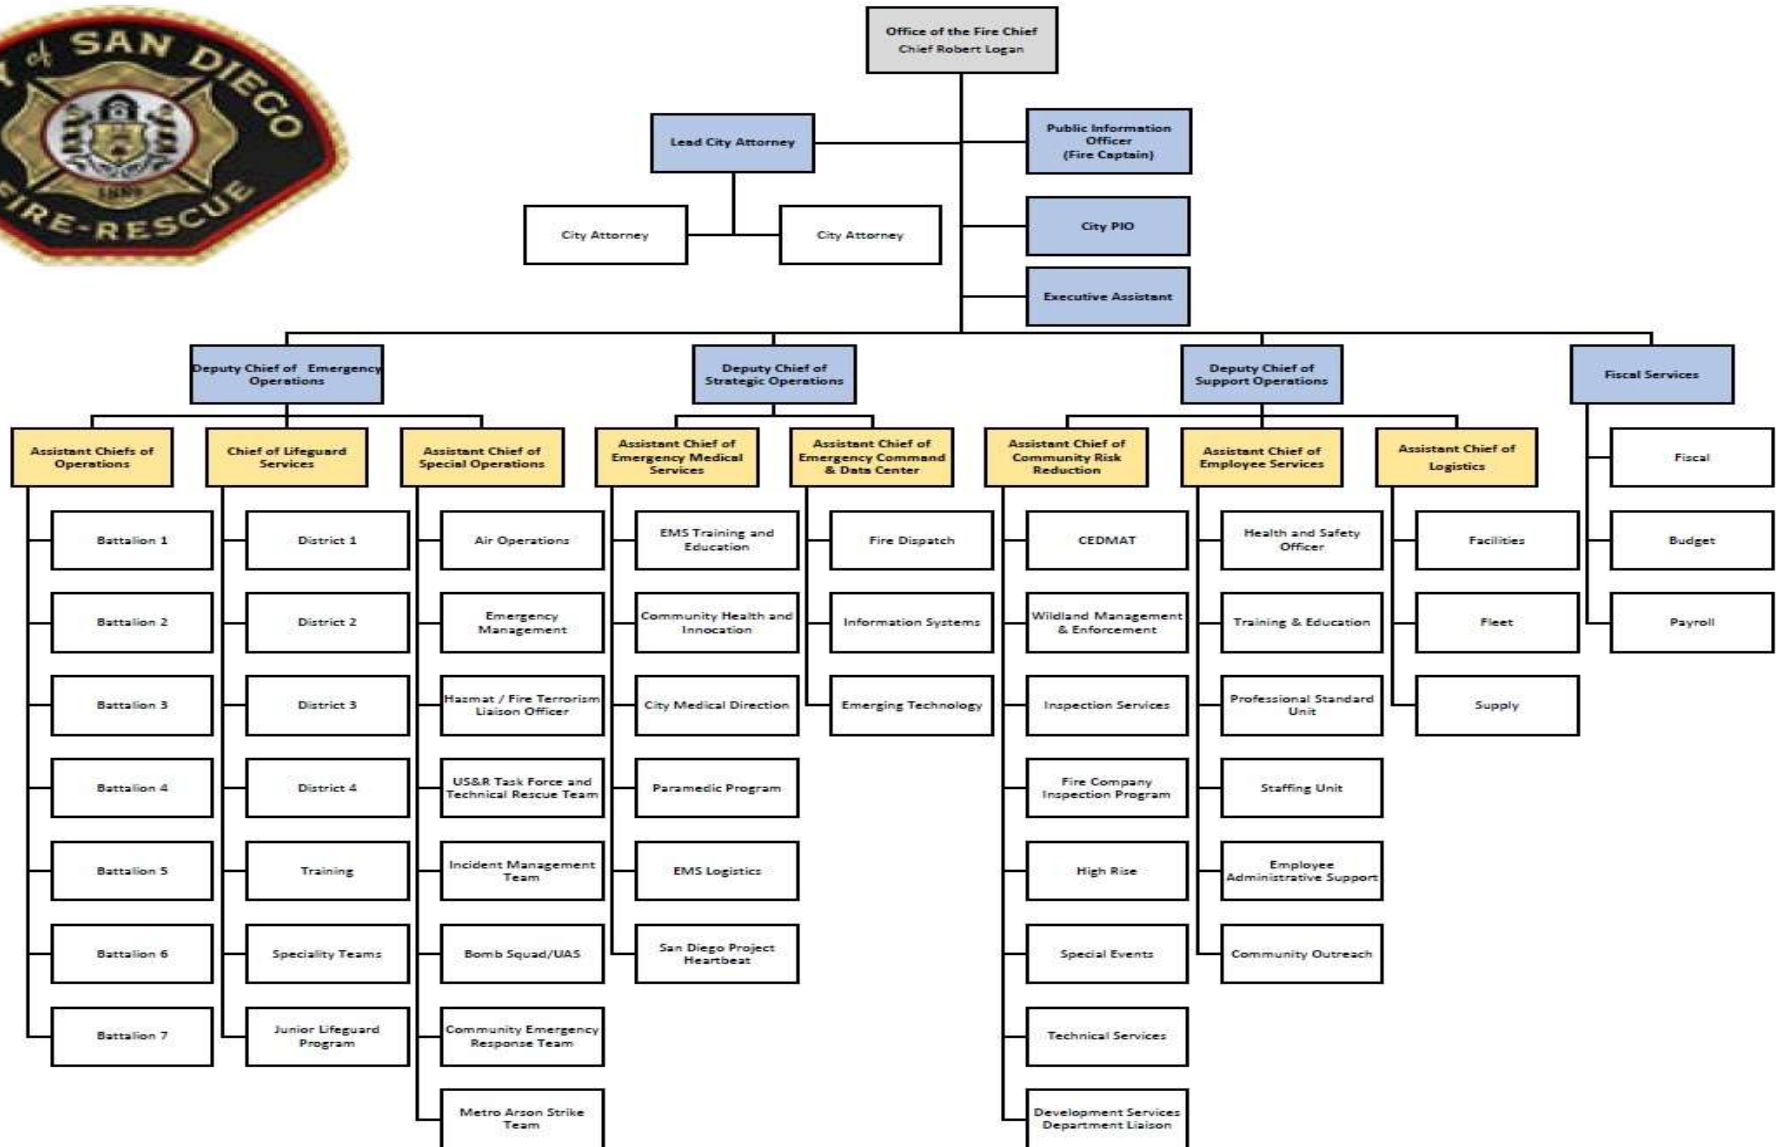 Y of SAN DIEGO
FIRE-RESCUE
Office of the Fire Chief
Chief Robert Logan
Lead City Attorney
Public Information
Officer
(Fire Captain)
City Attorney
City Attorney
City PIO
Executive Assistant
Deputy Chief of Emergency
Operations
Deputy Chief of
Strategic Operations
Deputy Chief of
Support Operations
Fiscal Services
Assistant Chiefs of
Operations
Chief of Lifeguard
Services
Assistant Chief of
Special Operations
Assistant Chief of
Emergency Medical
Services
Assistant Chief of
Emergency Command
& Data Center
Assistant Chief of
Community Risk
Reduction
Assistant Chief of
Employee Services
Assistant Chief of
Logistics
Fiscal
Battalion 1
District 1
Air Operations
EMS Training and
Education
Fire Dispatch
CEDMAT
Health and Safety
Officer
Facilities
Budget
Battalion 2
District 2
Emergency
Management
Community Health and
Innocation
Information Systems
Wildland Management
& Enforcement
Training & Education
Fleet
Payroll
Battalion 3
District 3
Hazmat / Fire Terrorism
Liaison Officer
City Medical Direction
Emerging Technology
Inspection Services
Professional Standard
Unit
Supply
Battalion 4
District 4
US&R Task Force and
Technical Rescue Team
Paramedic Program
Fire Company
Inspection Program
Staffing Unit
Battalion 5
Training
Incident Management
Team
EMS Logistics
High Rise
Employee
Administrative Support
Battalion 6
Speciality Teams
Bomb Squad/UAS
San Diego Project
Heartbeat
Special Events
Community Outreach
Battalion 7
Junior Lifeguard
Program
Community Emergency
Response Team
Technical Services
Metro Arson Strike
Team
Development Services
Department Liaison